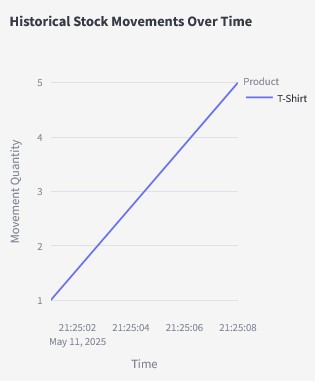 Historical Stock Movements Over Time
Product
T-Shirt
5
4
3
2
1
Movement Quantity
21:25:02 21:25:04 21:25:06 21:25:08
May 11, 2025
Time